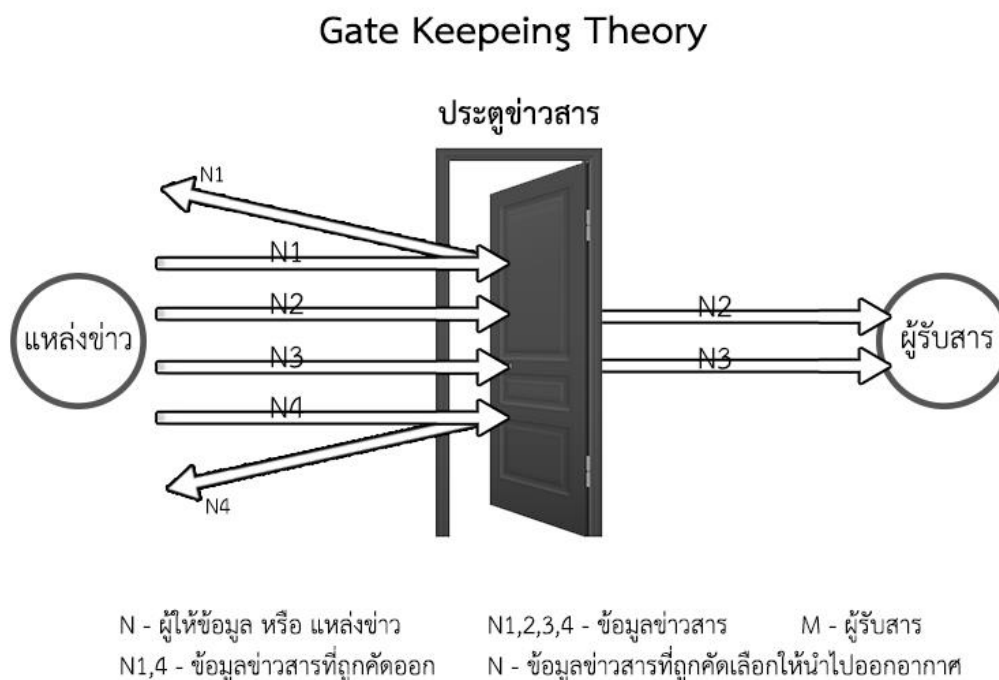 Gate Keepeing Theory
ประตูข่าวสาร
N1
N1
N2
N2
แหล่งข่าว
ผู้รับสาร
N3
N3
N4
N4
N - ผู้ให้ข้อมูล หรือ แหล่งข่าว N1,2,3,4 - ข้อมูลข่าวสาร M - ผู้รับสาร
N1,4 - ข้อมูลข่าวสารที่ถูกคัดออก N - ข้อมูลข่าวสารที่ถูกคัดเลือกให้นำไปออกอากาศ